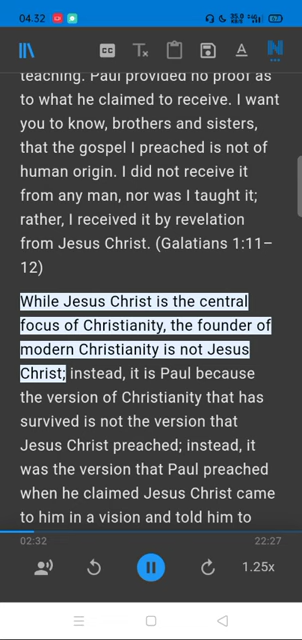 04.32
CC
teaching. Paul provided no proof as
to what he claimed to receive. I want
you to know, brothers and sisters,
that the gospel I preached is not of
human origin. I did not receive it
from any man, nor was I taught it;
rather, I received it by revelation
from Jesus Christ. (Galatians 1:11–
12)
While Jesus Christ is the central
focus of Christianity, the founder of
modern Christianity is not Jesus
Christ; instead, it is Paul because
the version of Christianity that has
survived is not the version that
Jesus Christ preached; instead, it
was the version that Paul preached
when he claimed Jesus Christ came
to him in a vision and told him to
02:32
22:27
1.25x